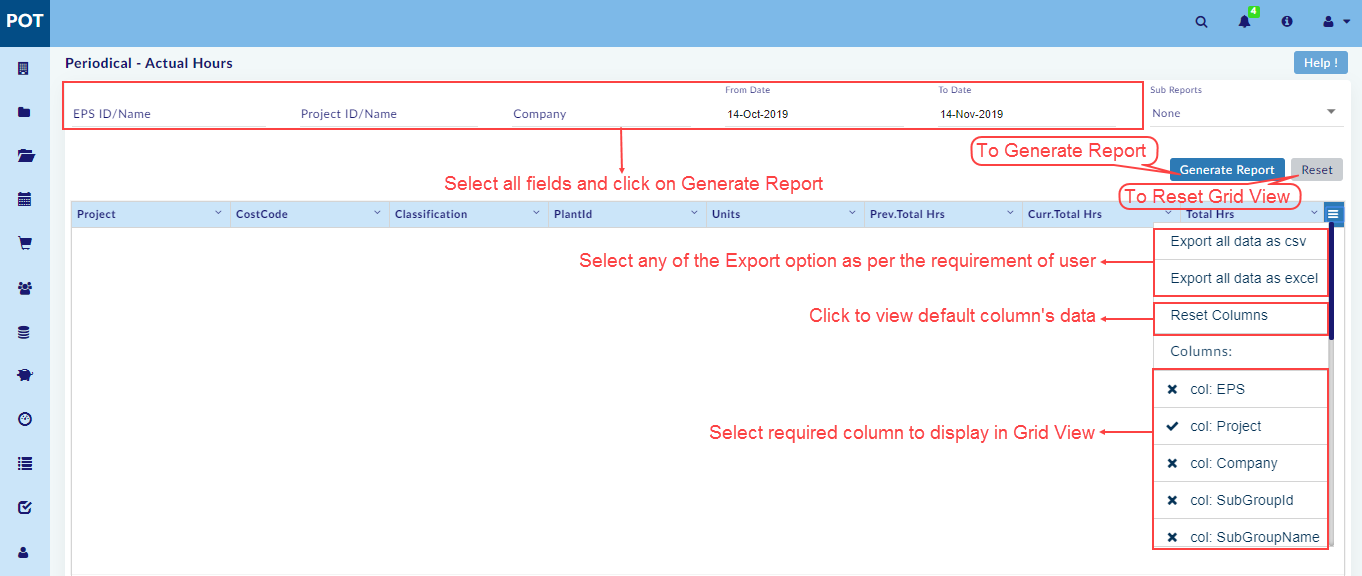 POT
4
Periodical - Actual Hours
Help !
From Date
To Date
Sub Reports
EPS ID/Name
Project ID/Name
Company
14-Oct-2019
14-Nov-2019
None
To Generate Report
Generate Report
Reset
Select all fields and click on Generate Report
To Reset Grid View
Project
CostCode
Classification
PlantId
Units
Prev.Total Hrs
Curr.Total Hrs
Total Hrs
Export all data as csv
Select any of the Export option as per the requirement of user
Export all data as excel
Click to view default column's data
Reset Columns
Columns:
col: EPS
col: Project
Select required column to display in Grid View
col: Company
col: SubGroupId
col: SubGroupName